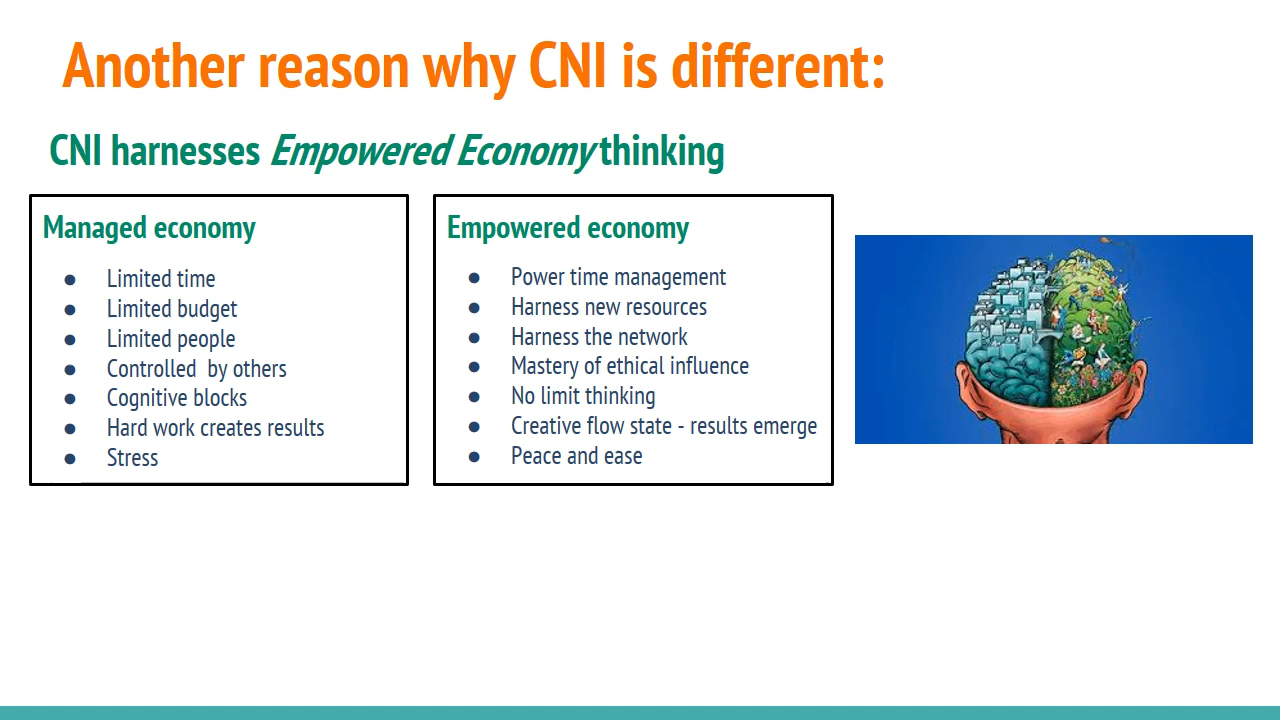 Another reason why CNI is different:
CNI harnesses Empowered Economy thinking
Managed economy
● Limited time
● Limited budget
● Limited people
● Controlled  by others
● Cognitive blocks
● Hard work creates results
● Stress
Empowered economy
● Power time management
● Harness new resources
● Harness the network
● Mastery of ethical influence
● No limit thinking
● Creative flow state - results emerge
● Peace and ease